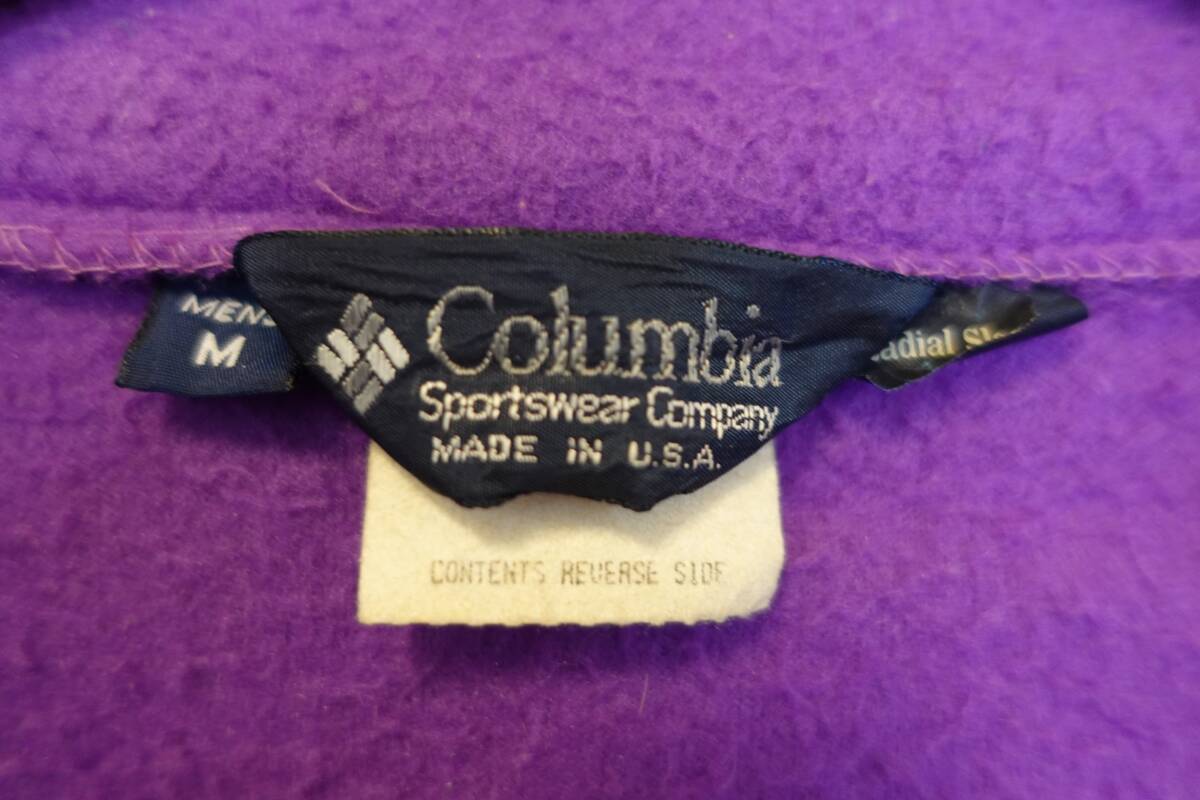 MENS
M
Columbia
Sportswear Company
MADE IN U.S.A.
adial Sl
CONTENTS REVERSE SIDE